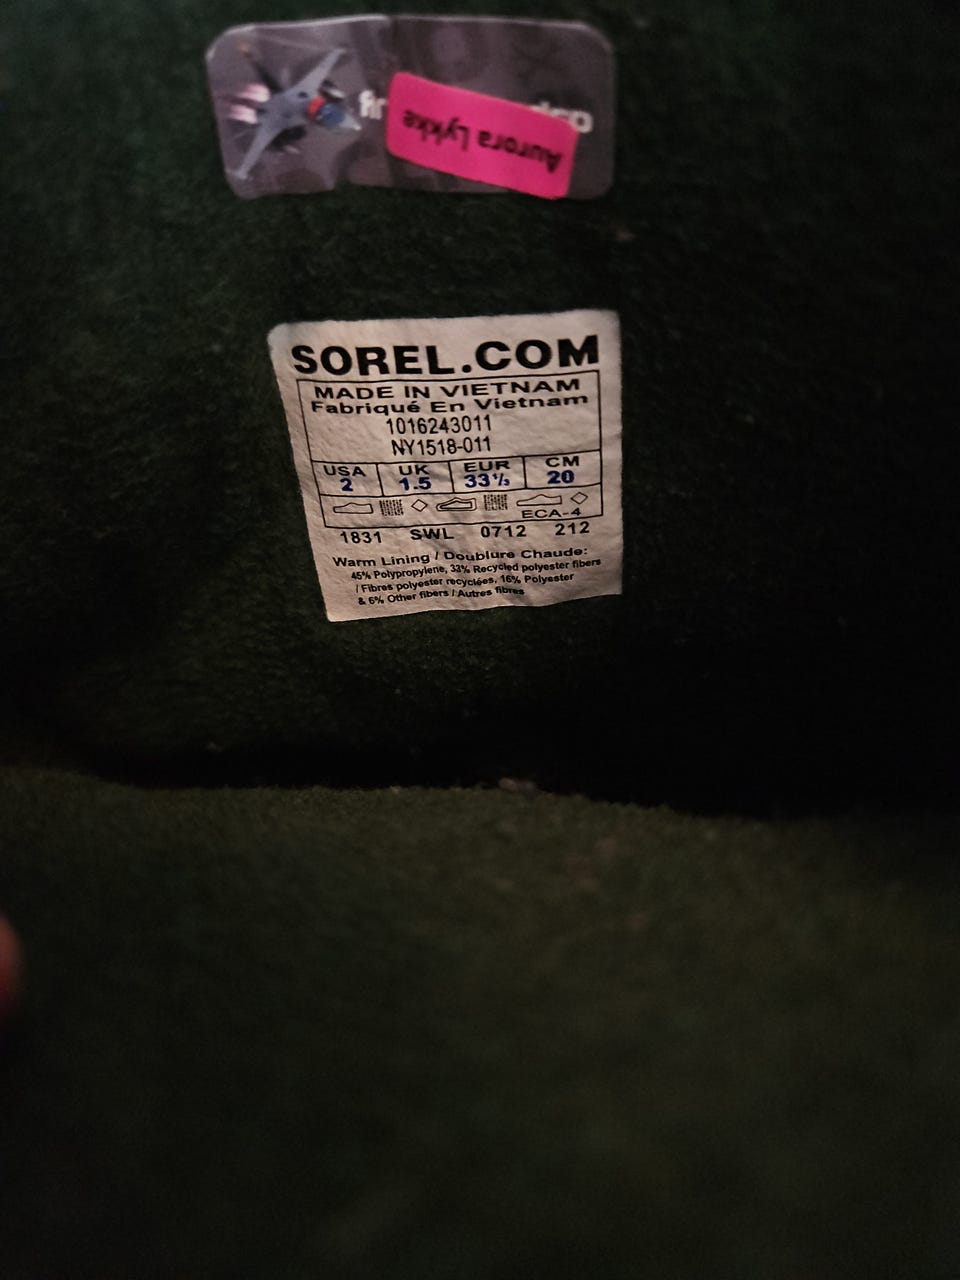 Aurora Lykke
SOREL.COM
MADE IN VIETNAM
Fabriqué En Vietnam
1016243011
NY1518-011
USA UK EUR CM
2 1.5 33⅓ 20
ECA-4
1831 SWL 0712 212
Warm Lining / Doublure Chaude:
45% Polypropylene, 33% Recycled polyester fibers
/ Fibres polyester recyclées, 16% Polyester
& 6% Other fibers / Autres fibres